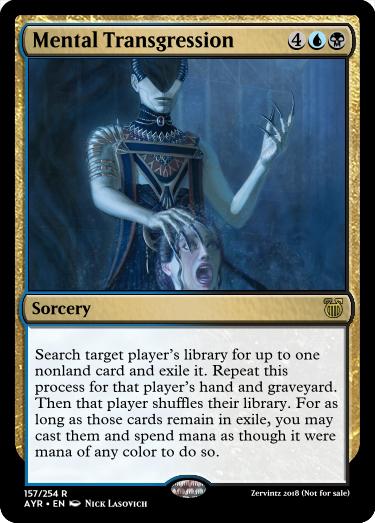 Mental Transgression 4
Sorcery
Search target player's library for up to one
nonland card and exile it. Repeat this
process for that player's hand and graveyard.
Then that player shuffles their library. For as
long as those cards remain in exile, you may
cast them and spend mana as though it were
mana of any color to do so.
157/254 R
AYR • EN Nick Lasovich
Zervintz 2018 (Not for sale)